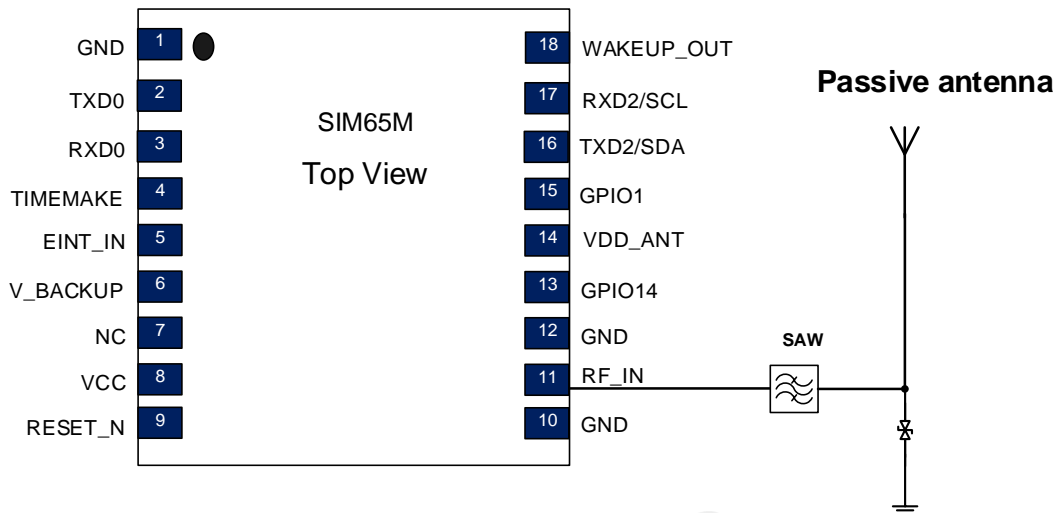 GND 1
TXD0 2
RXD0 3
TIMEMAKE 4
EINT_IN 5
V_BACKUP 6
NC 7
VCC 8
RESET_N 9
SIM65M
Top View
18 WAKEUP_OUT
17 RXD2/SCL
16 TXD2/SDA
15 GPIO1
14 VDD_ANT
13 GPIO14
12 GND
11 RF_IN
10 GND
Passive antenna
SAW